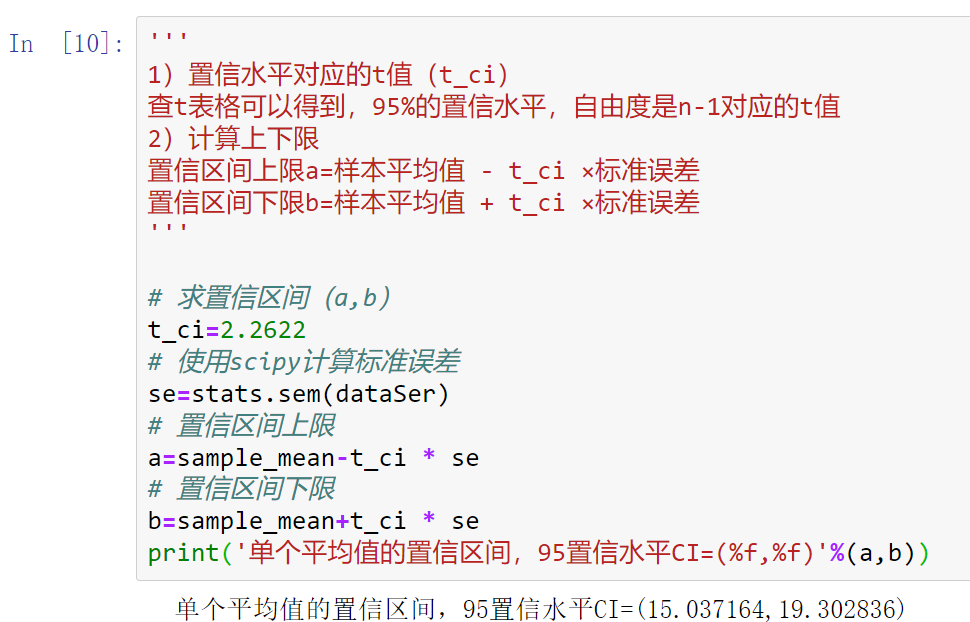 In [10]:
'''
1）置信水平对应的t值（t_ci）
查t表格可以得到，95%的置信水平，自由度是n-1对应的t值
2）计算上下限
置信区间上限a=样本平均值 - t_ci ×标准误差
置信区间下限b=样本平均值 + t_ci ×标准误差
'''
# 求置信区间（a,b）
t_ci=2.2622
# 使用scipy计算标准误差
se=stats.sem(dataSer)
# 置信区间上限
a=sample_mean-t_ci * se
# 置信区间下限
b=sample_mean+t_ci * se
print('单个平均值的置信区间，95置信水平CI=(%f,%f)'%(a,b))
单个平均值的置信区间，95置信水平CI=(15.037164,19.302836)